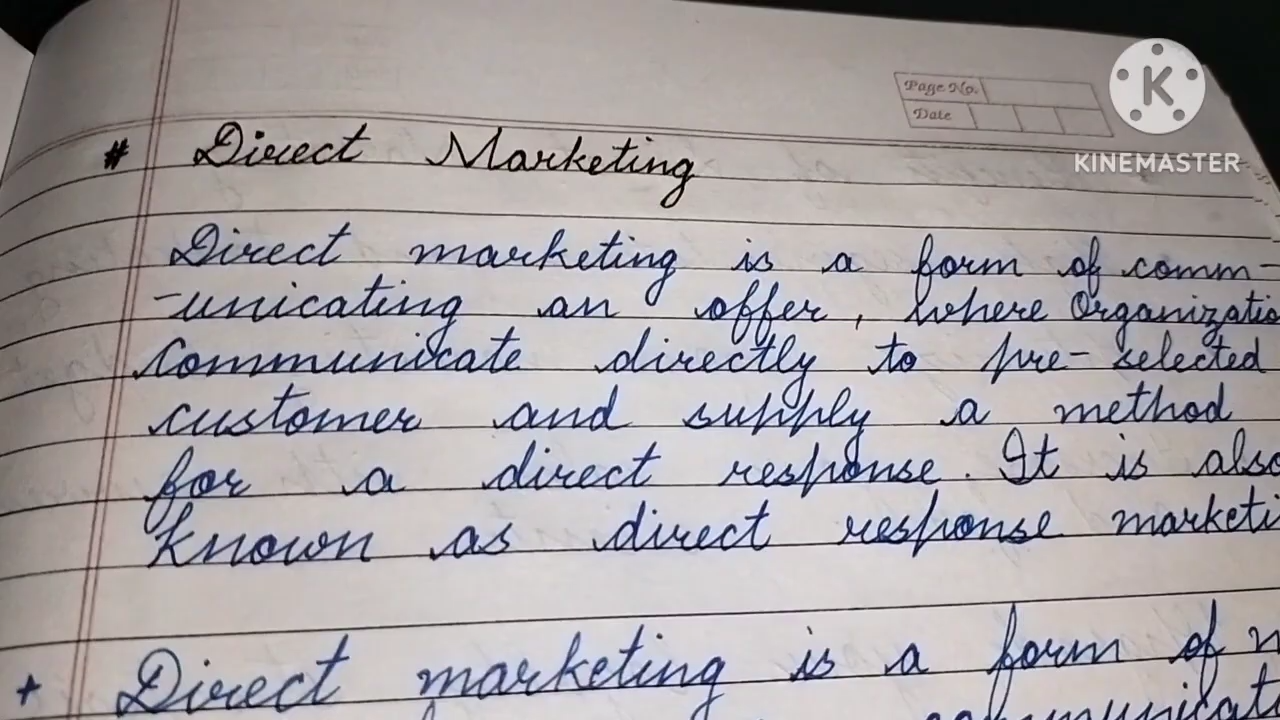 Page No.
Date
K
KINEMASTER
# Direct Marketing
Direct marketing is a form of comm-
-unicating an offer, where Organizatio
Communicate directly to pre-selected
customer and supply a method
for a direct response. It is also
known as direct response marketi
+ Direct marketing is a form of